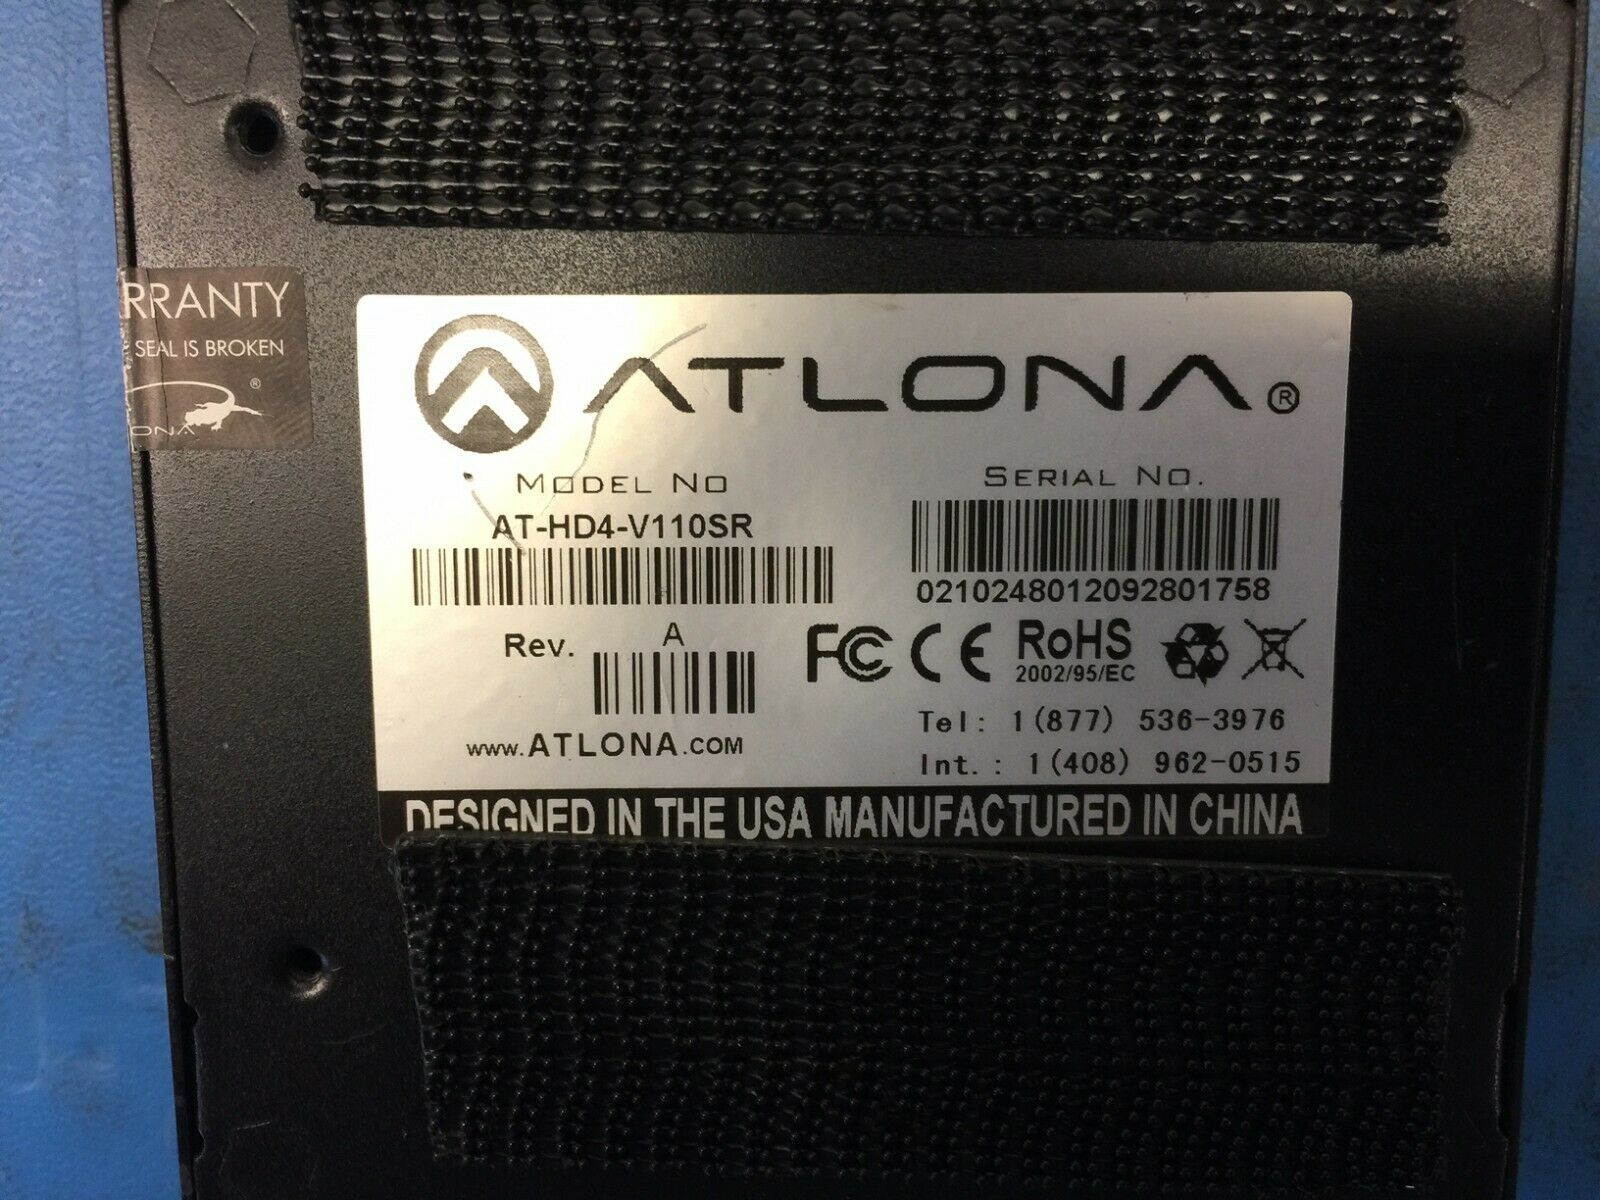 RRANTY
SEAL IS BROKEN
®
ONA
ATLONA®
MODEL NO
AT-HD4-V110SR
SERIAL NO.
0210248012092801758
Rev. A
FC CE RoHS
2002/95/EC
www.ATLONA.COM
Tel: 1(877) 536-3976
Int.: 1(408) 962-0515
DESIGNED IN THE USA MANUFACTURED IN CHINA